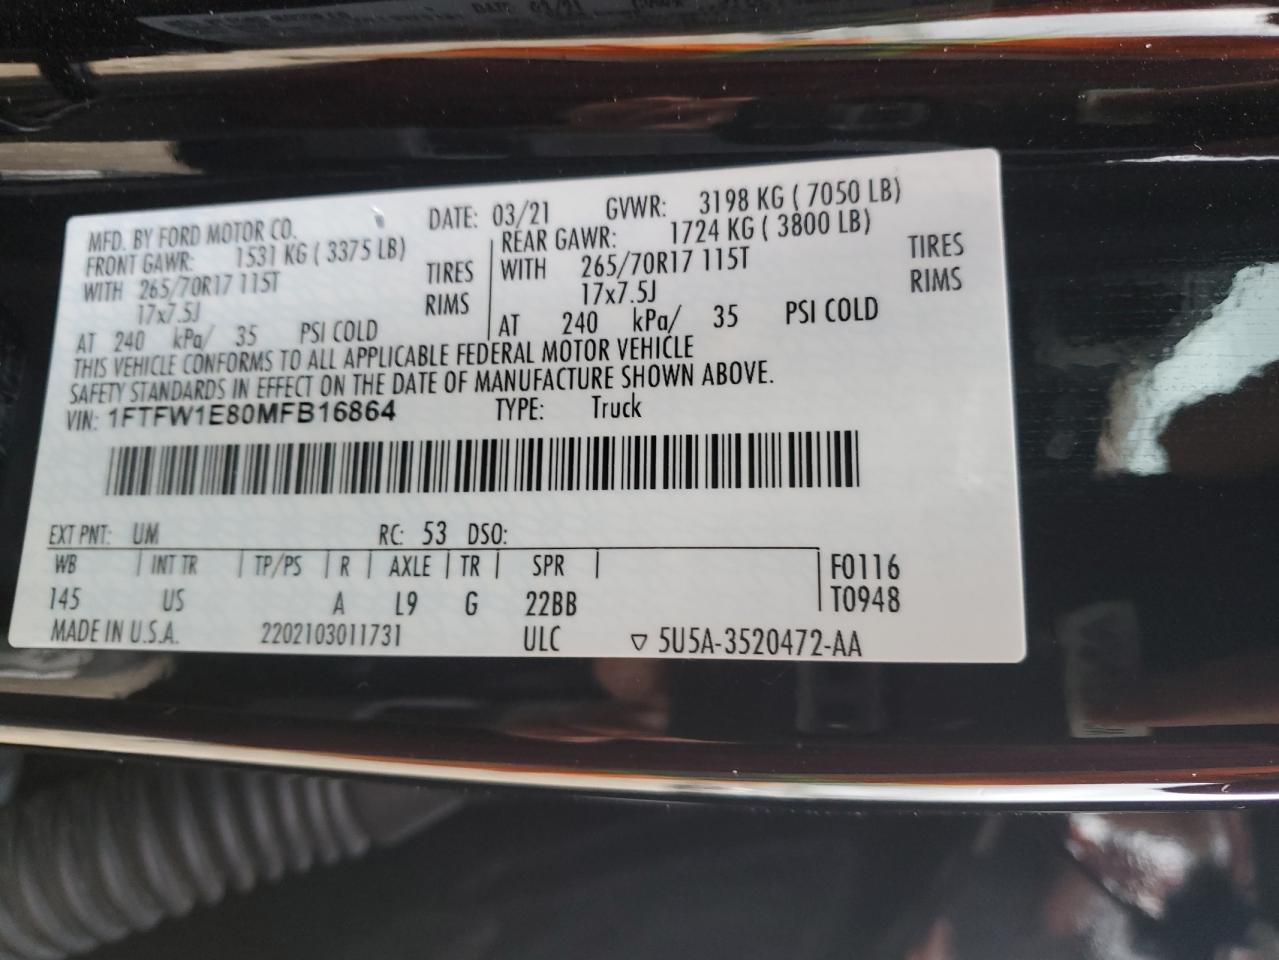 MFD. BY FORD MOTOR CO. DATE: 03/21 GVWR: 3198 KG ( 7050 LB)
FRONT GAWR: 1531 KG ( 3375 LB) REAR GAWR: 1724 KG ( 3800 LB)
WITH 265/70R17 115T TIRES WITH 265/70R17 115T TIRES
17x7.5J RIMS 17x7.5J RIMS
AT 240 kPa/ 35 PSI COLD AT 240 kPa/ 35 PSI COLD
THIS VEHICLE CONFORMS TO ALL APPLICABLE FEDERAL MOTOR VEHICLE
SAFETY STANDARDS IN EFFECT ON THE DATE OF MANUFACTURE SHOWN ABOVE.
VIN: 1FTFW1E80MFB16864 TYPE: Truck
EXT PNT: UM RC: 53 DSO:
WB | INT TR | TP/PS | R | AXLE | TR | SPR | F0116
145 US A L9 G 22BB T0948
MADE IN U.S.A. 2202103011731 ULC ▽ 5U5A-3520472-AA